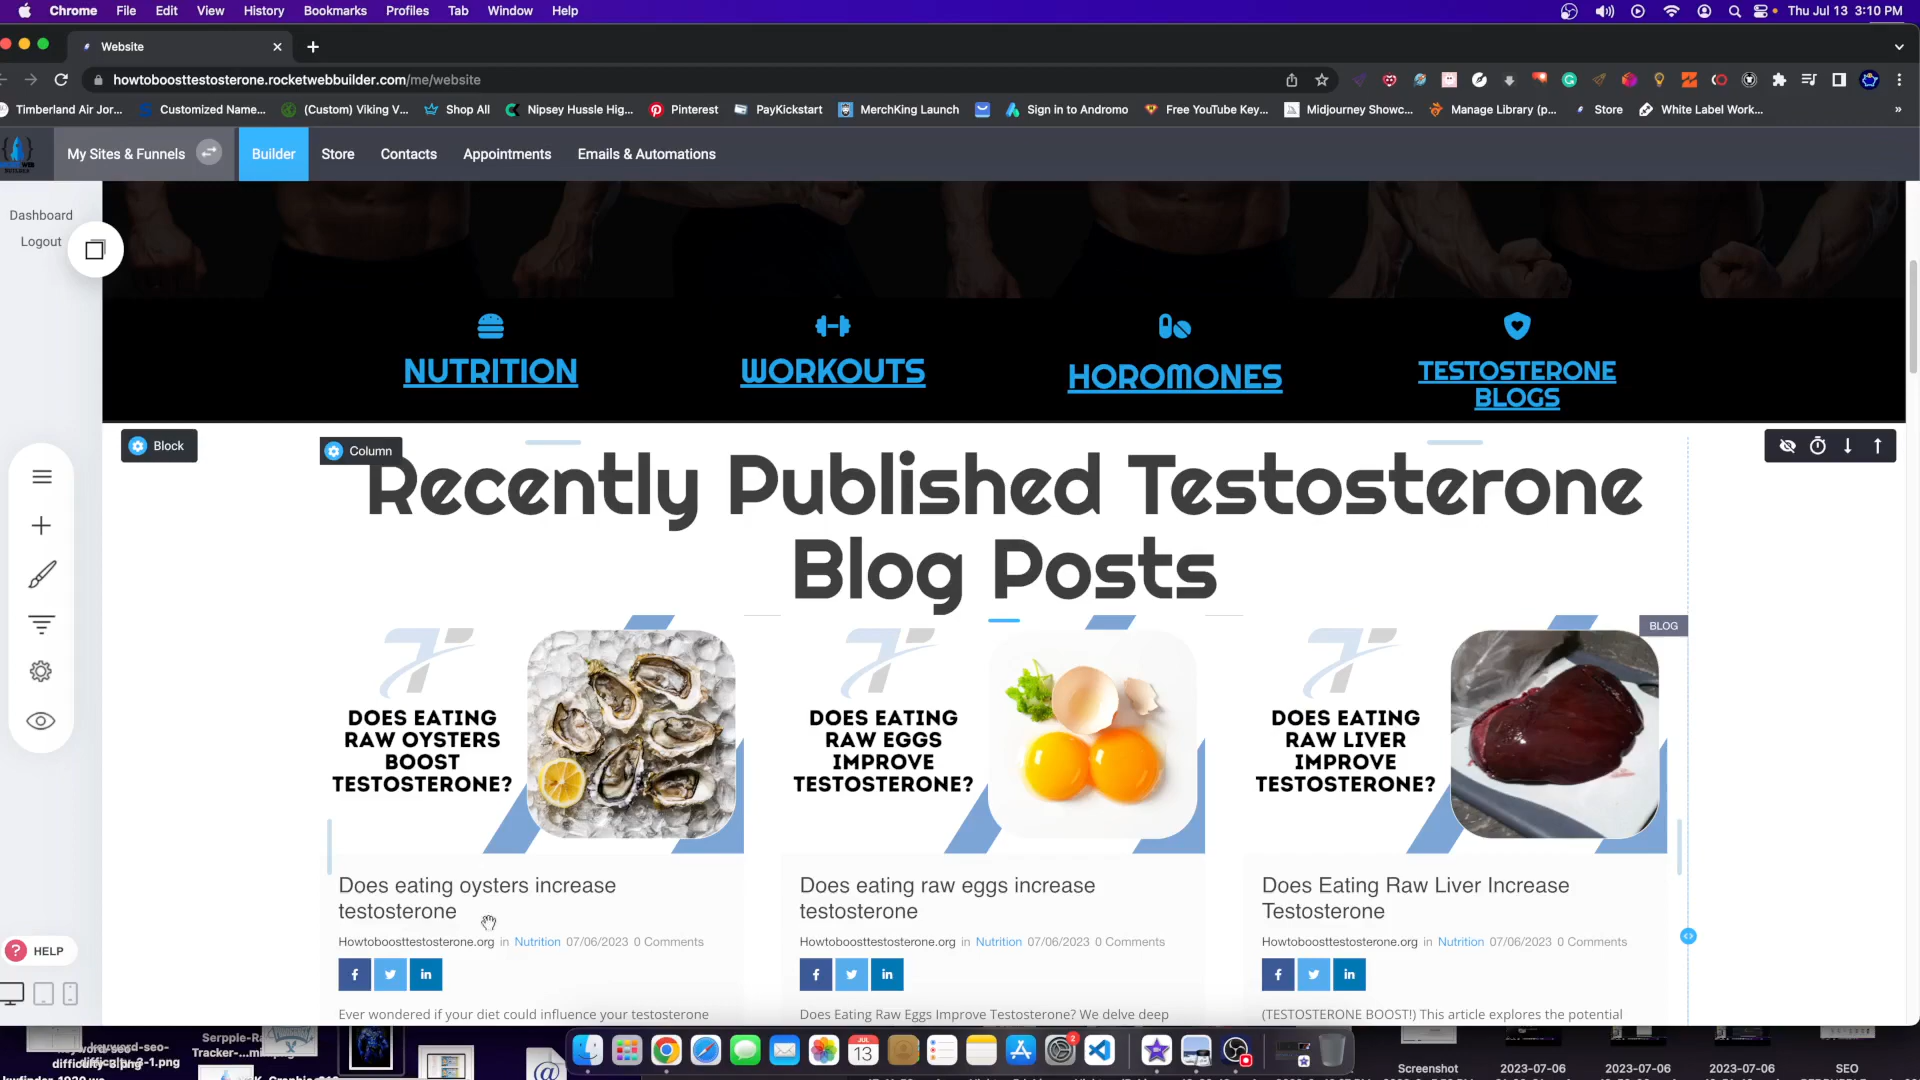 Chrome File Edit View History Bookmarks Profiles Tab Window Help Thu Jul 13 3:10 PM
Website
howtoboosttestosterone.rocketwebbuilder.com/me/website
Timberland Air Jor... Customized Name... (Custom) Viking V... Shop All Nipsey Hussle Hig... Pinterest PayKickstart MerchKing Launch Sign in to Andromo Free YouTube Key... Midjourney Showc... Manage Library (p... Store White Label Work...
My Sites & Funnels Builder Store Contacts Appointments Emails & Automations
Dashboard
Logout
NUTRITION WORKOUTS HOROMONES TESTOSTERONE
BLOGS
Block Column
Recently Published Testosterone
Blog Posts
BLOG
DOES EATING
RAW OYSTERS
BOOST
TESTOSTERONE?
DOES EATING
RAW EGGS
IMPROVE
TESTOSTERONE?
DOES EATING
RAW LIVER
IMPROVE
TESTOSTERONE?
Does eating oysters increase
testosterone
Howtoboosttestosterone.org in Nutrition 07/06/2023 0 Comments
Ever wondered if your diet could influence your testosterone
Does eating raw eggs increase
testosterone
Howtoboosttestosterone.org in Nutrition 07/06/2023 0 Comments
Does Eating Raw Eggs Improve Testosterone? We delve deep
Does Eating Raw Liver Increase
Testosterone
Howtoboosttestosterone.org in Nutrition 07/06/2023 0 Comments
(TESTOSTERONE BOOST!) This article explores the potential
? HELP
JUL
13
2
Screenshot 2023-07-06 2023-07-06 2023-07-06